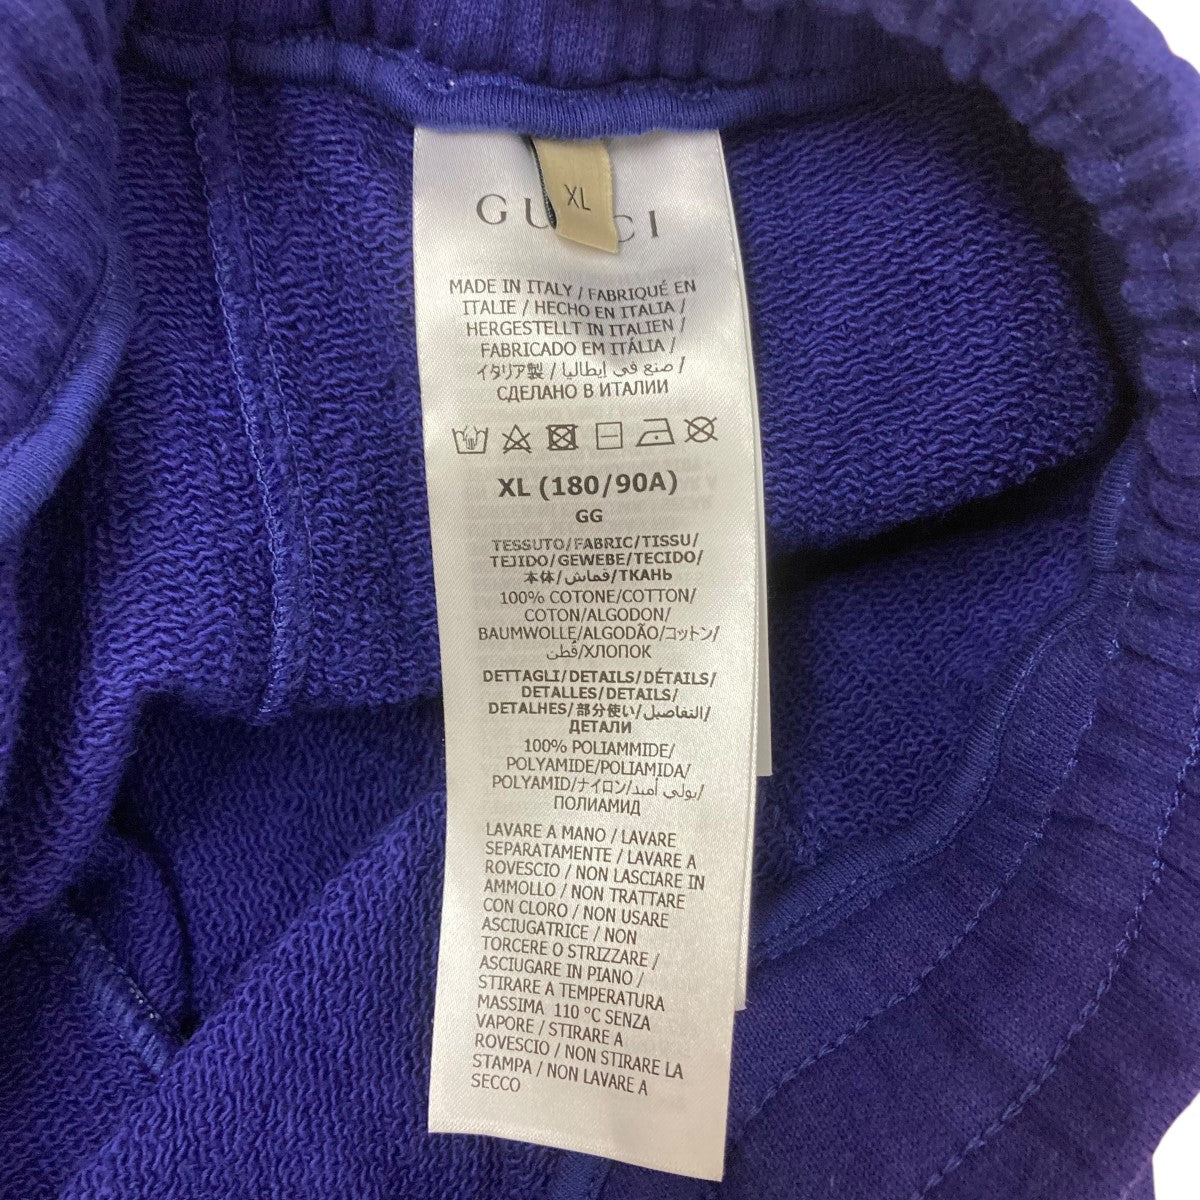 XL
GUCCI
MADE IN ITALY / FABRIQUÉ EN
ITALIE / HECHO EN ITALIA /
HERGESTELLT IN ITALIEN /
FABRICADO EM ITÁLIA /
イタリア製 / صنع في إيطاليا /
СДЕЛАНО В ИТАЛИИ
XL (180/90A)
GG
TESSUTO/FABRIC/TISSU/
TEJIDO/GEWEBE/TECIDO/
本体/قماش/ТКАНЬ
100% COTONE/COTTON/
COTON/ALGODON/
BAUMWOLLE/ALGODÃO/コットン/
قطن/ХЛОПОК
DETTAGLI/DETAILS/DÉTAILS/
DETALLES/DETAILS/
DETALHES/部分使い/التفاصيل/
ДЕТАЛИ
100% POLIAMMIDE/
POLYAMIDE/POLIAMIDA/
POLYAMID/ナイロン/بولي أميد/
ПОЛИАМИД
LAVARE A MANO / LAVARE
SEPARATAMENTE / LAVARE A
ROVESCIO / NON LASCIARE IN
AMMOLLO / NON TRATTARE
CON CLORO / NON USARE
ASCIUGATRICE / NON
TORCERE O STRIZZARE /
ASCIUGARE IN PIANO /
STIRARE A TEMPERATURA
MASSIMA 110 °C SENZA
VAPORE / STIRARE A
ROVESCIO / NON STIRARE LA
STAMPA / NON LAVARE A
SECCO